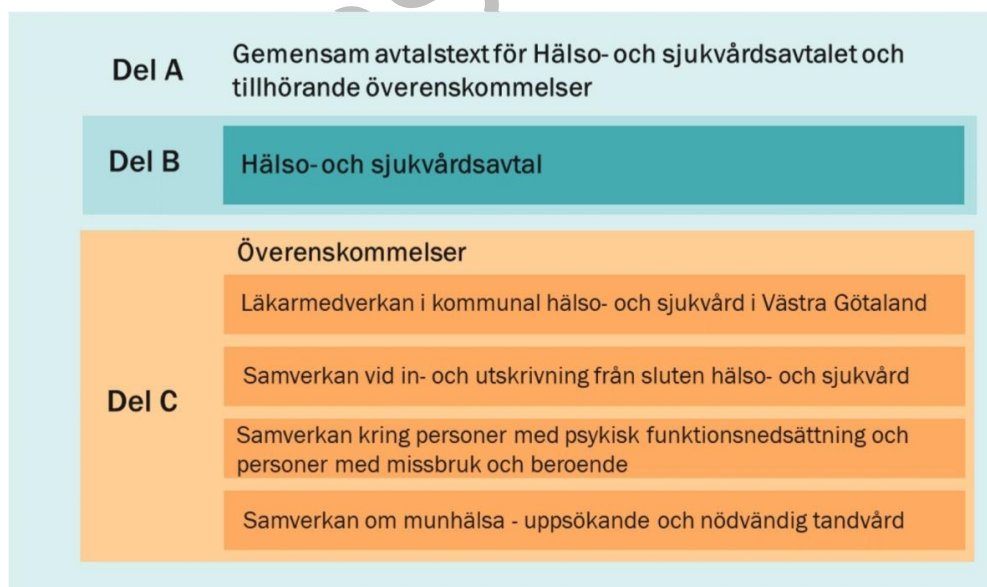 Del A
Gemensam avtalstext för Hälso- och sjukvårdsavtalet och
tillhörande överenskommelser
Del B
Hälso- och sjukvårdsavtal
Del C
Överenskommelser
Läkarmedverkan i kommunal hälso- och sjukvård i Västra Götaland
Samverkan vid in- och utskrivning från sluten hälso- och sjukvård
Samverkan kring personer med psykisk funktionsnedsättning och
personer med missbruk och beroende
Samverkan om munhälsa - uppsökande och nödvändig tandvård